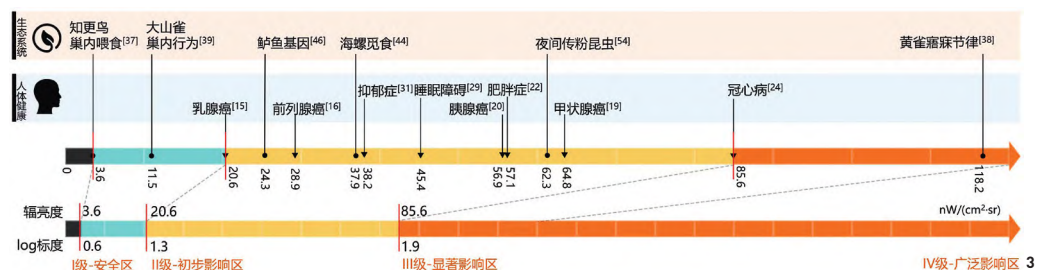 生态系统
知更鸟
巢内喂食[37]
大山雀
巢内行为[39]
鲈鱼基因[46]
海螺觅食[44]
夜间传粉昆虫[54]
黄雀寤寐节律[38]
人体健康
乳腺癌[15]
前列腺癌[16]
抑郁症[31]
睡眠障碍[29]
肥胖症[22]
胰腺癌[20]
甲状腺癌[19]
冠心病[24]
0
3.6
11.5
20.6
24.3
28.9
37.9
38.2
45.4
56.9
57.1
62.3
64.8
85.6
118.2
辐亮度
3.6
20.6
85.6
nW/(cm²·sr)
log标度
0.6
1.3
1.9
I级-安全区
II级-初步影响区
III级-显著影响区
IV级-广泛影响区
3